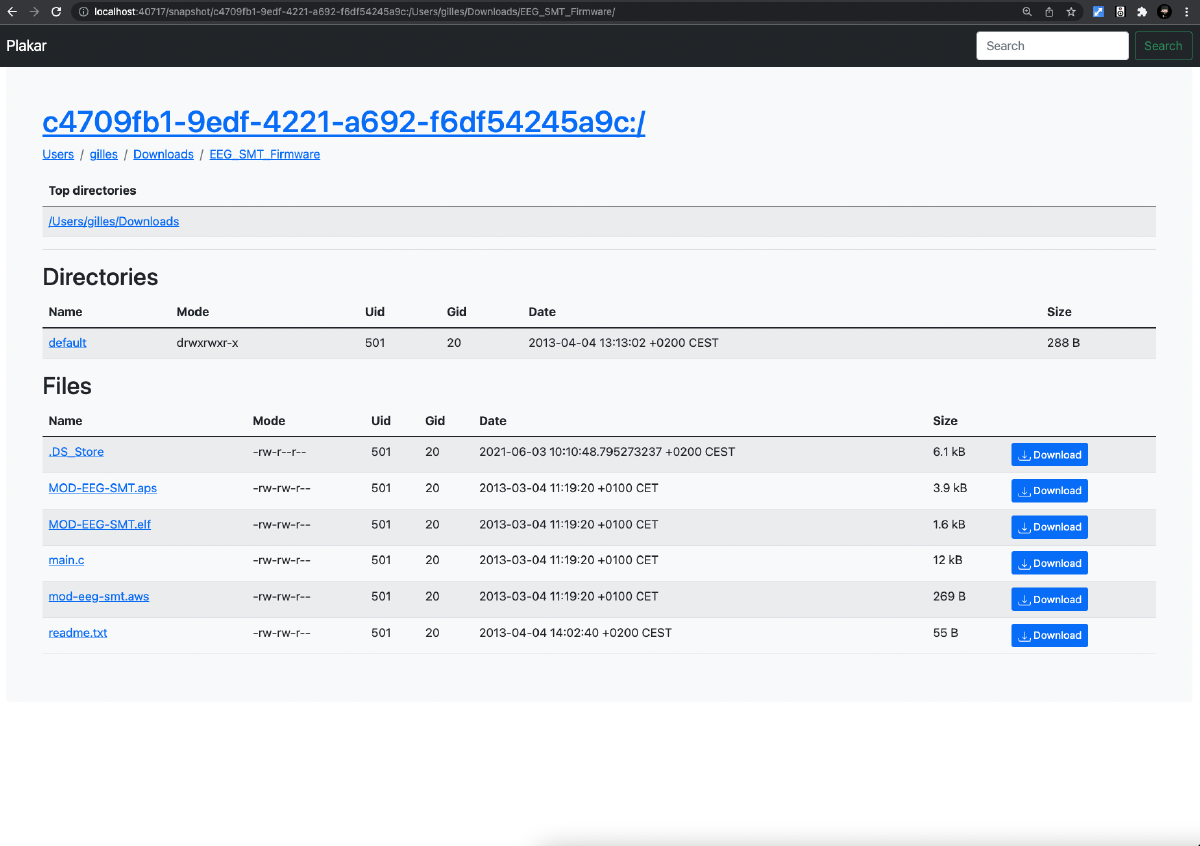 localhost:40717/snapshot/c4709fb1-9edf-4221-a692-f6df54245a9c:/Users/gilles/Downloads/EEG_SMT_Firmware/
Plakar
Search Search
c4709fb1-9edf-4221-a692-f6df54245a9c:/
Users / gilles / Downloads / EEG_SMT_Firmware
Top directories
/Users/gilles/Downloads
Directories
Name Mode Uid Gid Date Size
default drwxrwxr-x 501 20 2013-04-04 13:13:02 +0200 CEST 288 B
Files
Name Mode Uid Gid Date Size
.DS_Store -rw-r--r-- 501 20 2021-06-03 10:10:48.795273237 +0200 CEST 6.1 kB Download
MOD-EEG-SMT.aps -rw-rw-r-- 501 20 2013-03-04 11:19:20 +0100 CET 3.9 kB Download
MOD-EEG-SMT.elf -rw-rw-r-- 501 20 2013-03-04 11:19:20 +0100 CET 1.6 kB Download
main.c -rw-rw-r-- 501 20 2013-03-04 11:19:20 +0100 CET 12 kB Download
mod-eeg-smt.aws -rw-rw-r-- 501 20 2013-03-04 11:19:20 +0100 CET 269 B Download
readme.txt -rw-rw-r-- 501 20 2013-04-04 14:02:40 +0200 CEST 55 B Download